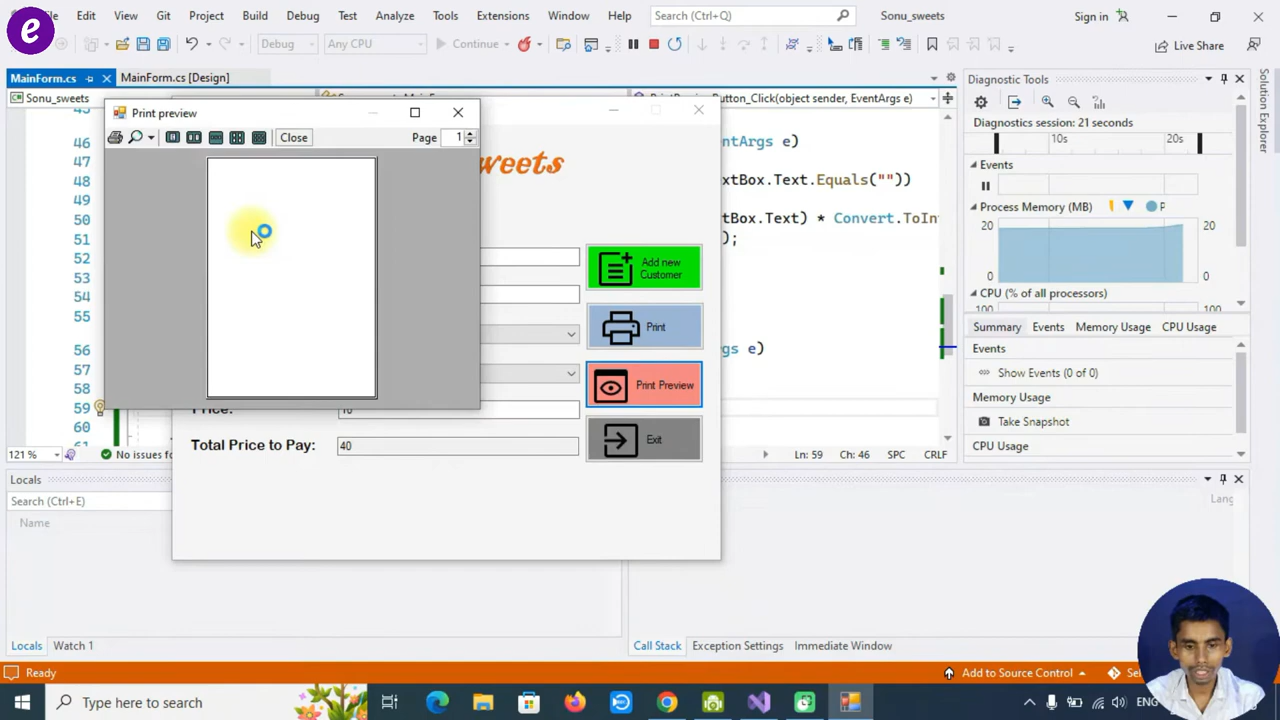 e
View
Git
Project
Build
Debug
Test
Analyze
Tools
Extensions
Window
Help
Search (Ctrl+Q)
Sonu_sweets
Sign in
Debug
Any CPU
Continue
Live Share
MainForm.cs
MainForm.cs [Design]
Diagnostic Tools
Sonu_sweets
Button_Click(object sender, EventArgs e)
Print preview
Close
Page 1
weets
46
47
48
49
50
51
52
53
54
55
56
57
58
59
60
61
entArgs e)
xtBox.Text.Equals(""))
tBox.Text) * Convert.ToIn
);
gs e)
Add new
Customer
Print
Print Preview
Exit
Total Price to Pay:
40
Diagnostics session: 21 seconds
10s
20s
Events
Process Memory (MB)
P
20
20
0
0
CPU (% of all processors)
100
100
Summary
Events
Memory Usage
CPU Usage
Events
Show Events (0 of 0)
Memory Usage
Take Snapshot
CPU Usage
121 %
No issues fo
Ln: 59
Ch: 46
SPC
CRLF
Locals
Search (Ctrl+E)
Name
Lang
Locals
Watch 1
Call Stack
Exception Settings
Immediate Window
Ready
Add to Source Control
Type here to search
ENG